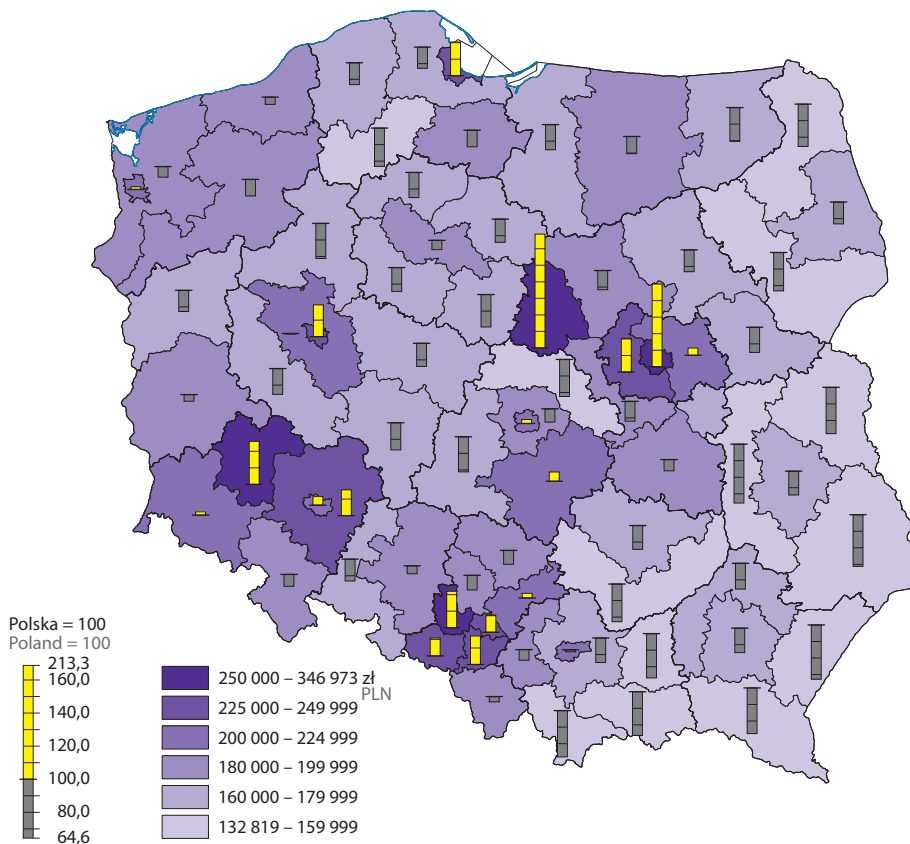 Polska = 100
Poland = 100
213,3
160,0
140,0
120,0
100,0
80,0
64,6
250 000 – 346 973 zł
PLN
225 000 – 249 999
200 000 – 224 999
180 000 – 199 999
160 000 – 179 999
132 819 – 159 999